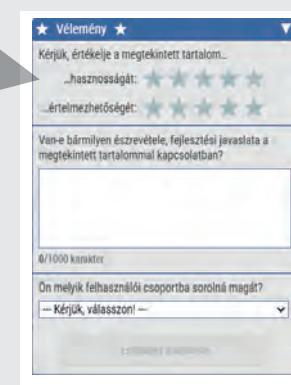 ★ Vélemény ★ ▼
Kérjük, értékelje a megtekintett tartalom...
...hasznosságát: ★ ★ ★ ★ ★
...értelmezhetőségét: ★ ★ ★ ★ ★
Van-e bármilyen észrevétele, fejlesztési javaslata a
megtekintett tartalommal kapcsolatban?
0/1000 karakter
Ön melyik felhasználói csoportba sorolná magát?
— Kérjük, válasszon! —